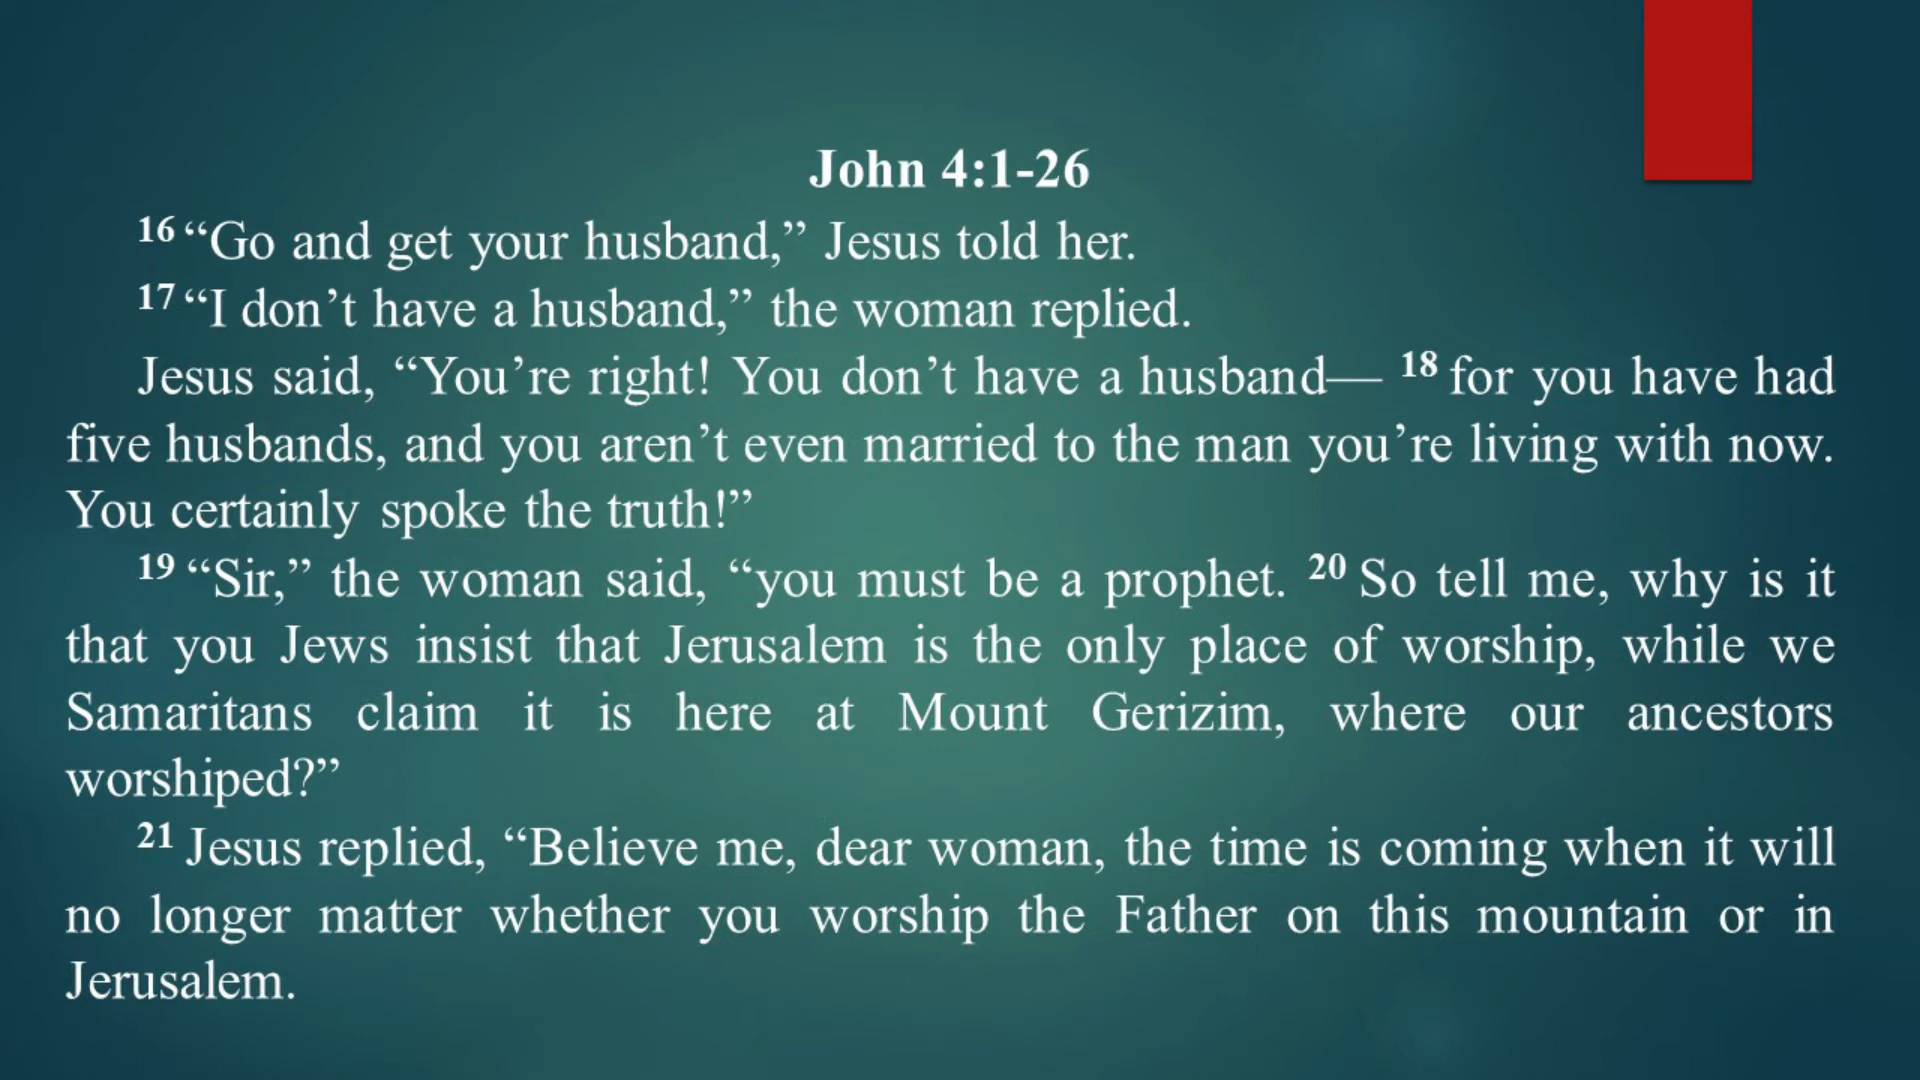 John 4:1-26
16 “Go and get your husband,” Jesus told her.
17 “I don’t have a husband,” the woman replied.
Jesus said, “You’re right! You don’t have a husband— 18 for you have had
five husbands, and you aren’t even married to the man you’re living with now.
You certainly spoke the truth!”
19 “Sir,” the woman said, “you must be a prophet. 20 So tell me, why is it
that you Jews insist that Jerusalem is the only place of worship, while we
Samaritans claim it is here at Mount Gerizim, where our ancestors
worshiped?”
21 Jesus replied, “Believe me, dear woman, the time is coming when it will
no longer matter whether you worship the Father on this mountain or in
Jerusalem.